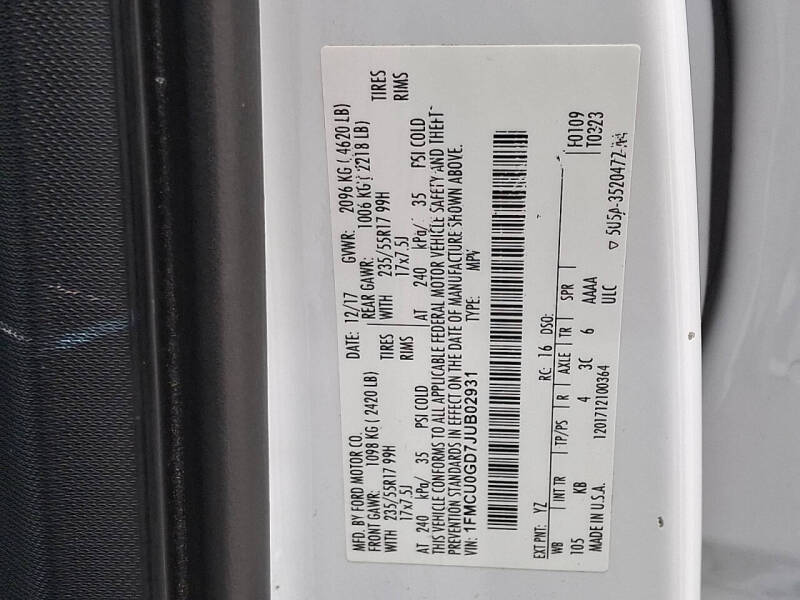 MFD. BY FORD MOTOR CO. DATE: 12/17 GVWR: 2096 KG ( 4620 LB)
FRONT GAWR: 1098 KG ( 2420 LB) REAR GAWR: 1006 KG ( 2218 LB)
WITH 235/55R17 99H TIRES WITH 235/55R17 99H TIRES
17x7.5J RIMS 17x7.5J RIMS
AT 240 kPa/ 35 PSI COLD AT 240 kPa/ 35 PSI COLD
THIS VEHICLE CONFORMS TO ALL APPLICABLE FEDERAL MOTOR VEHICLE SAFETY AND THEFT
PREVENTION STANDARDS IN EFFECT ON THE DATE OF MANUFACTURE SHOWN ABOVE.
VIN: 1FMCU0GD7JUB02931 TYPE: MPV
EXT PNT: YZ RC: 16 DSO: F0109
WB INT TR TP/PS R AXLE TR SPR T0323
105 KB 4 3C 6 AAAA
MADE IN U.S.A. 1201712100364 ULC